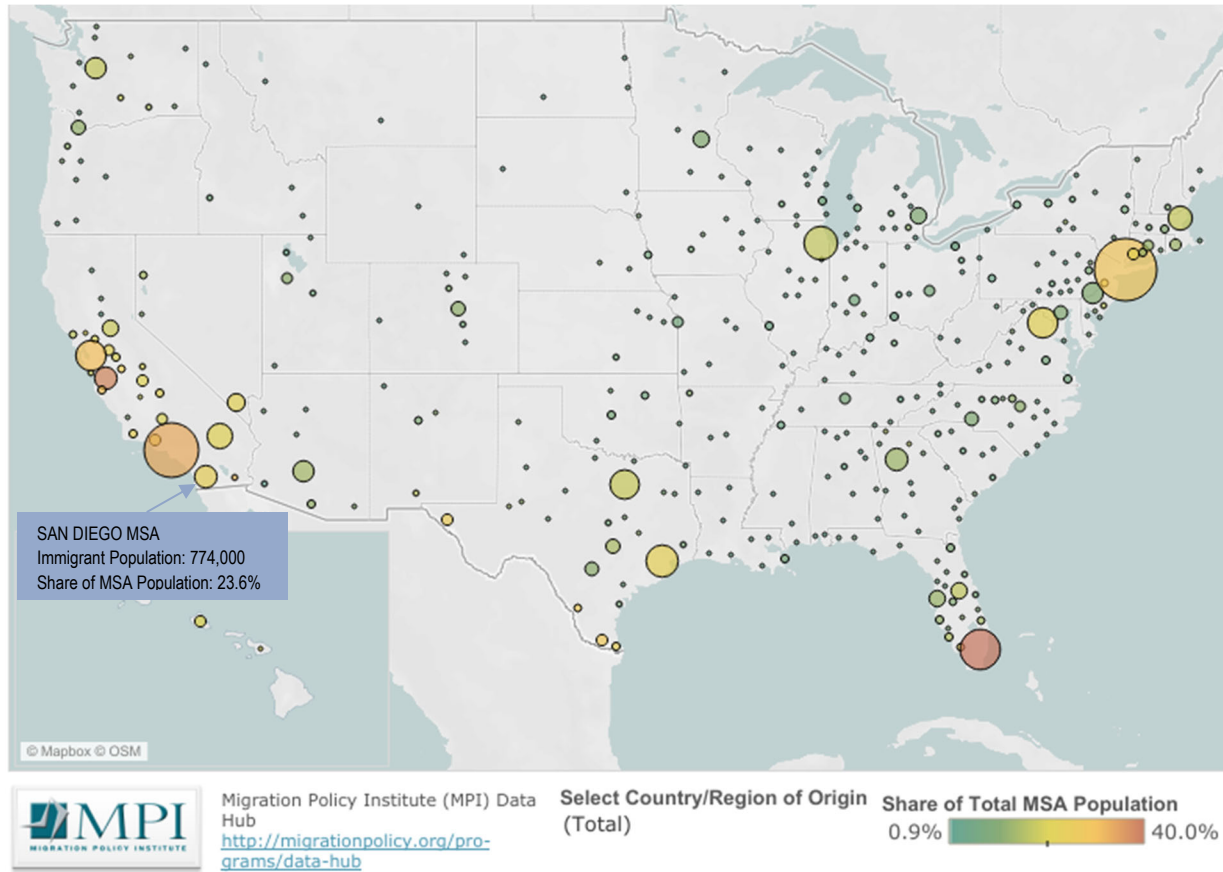 SAN DIEGO MSA
Immigrant Population: 774,000
Share of MSA Population: 23.6%
© Mapbox © OSM
MPI
MIGRATION POLICY INSTITUTE
Migration Policy Institute (MPI) Data
Hub
http://migrationpolicy.org/pro-
grams/data-hub
Select Country/Region of Origin
(Total)
Share of Total MSA Population
0.9% 40.0%